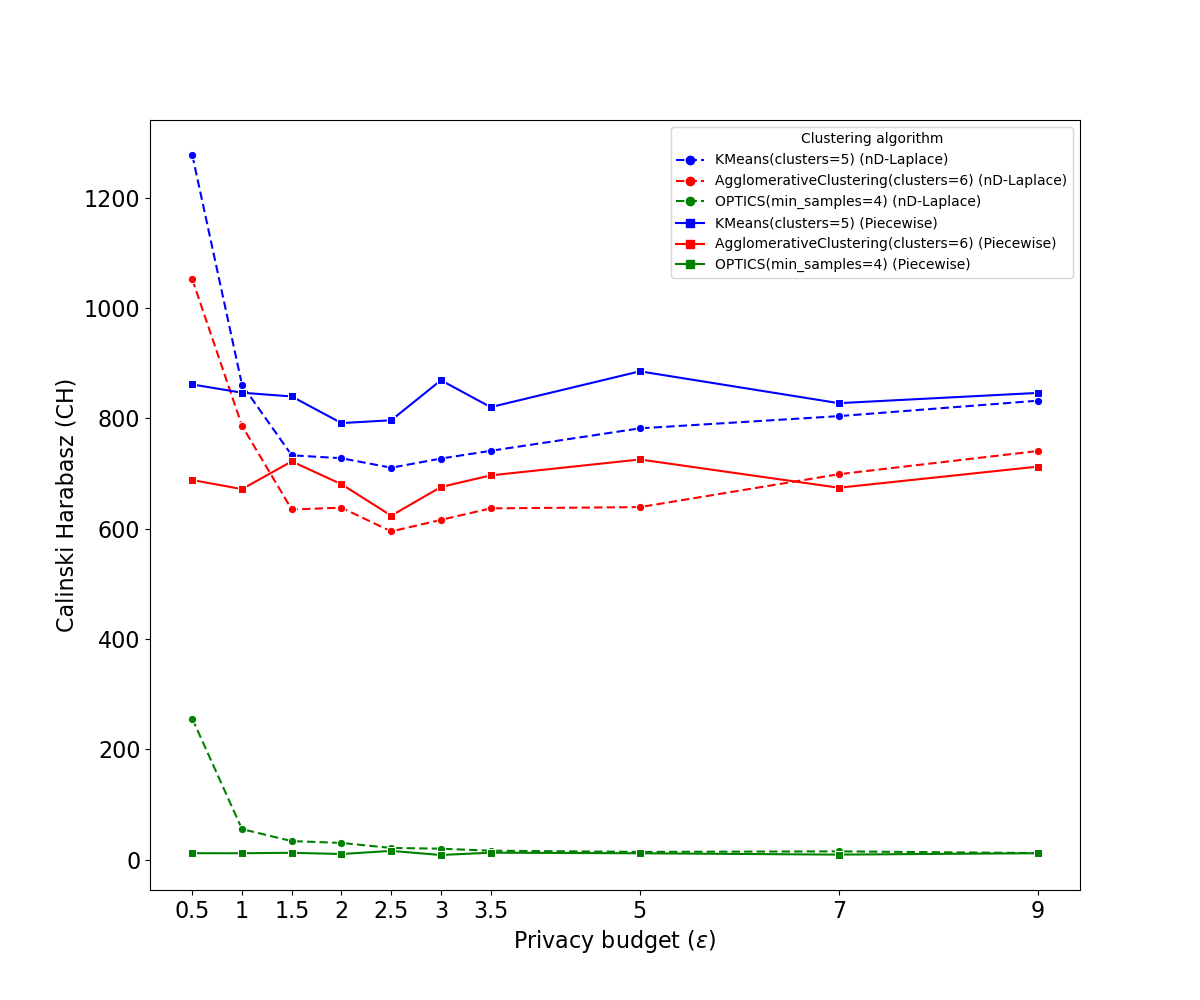 Clustering algorithm
KMeans(clusters=5) (nD-Laplace)
AgglomerativeClustering(clusters=6) (nD-Laplace)
OPTICS(min_samples=4) (nD-Laplace)
KMeans(clusters=5) (Piecewise)
AgglomerativeClustering(clusters=6) (Piecewise)
OPTICS(min_samples=4) (Piecewise)
Calinski Harabasz (CH)
1200
1000
800
600
400
200
0
0.5 1 1.5 2 2.5 3 3.5 5 7 9
Privacy budget (ε)